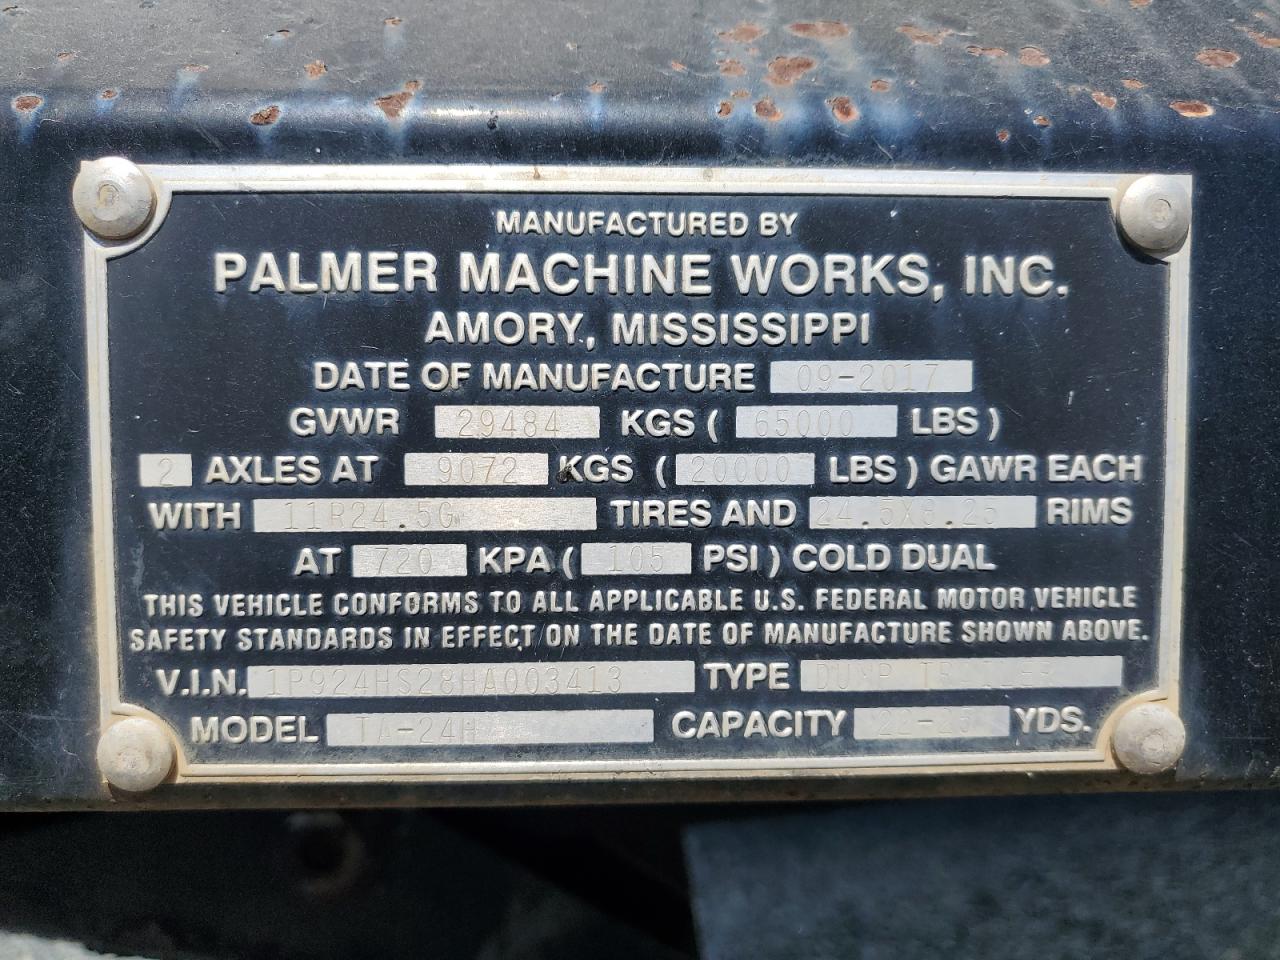 MANUFACTURED BY
PALMER MACHINE WORKS, INC.
AMORY, MISSISSIPPI
DATE OF MANUFACTURE 09-2017
GVWR 29484 KGS ( 65000 LBS )
2 AXLES AT 9072 KGS ( 20000 LBS ) GAWR EACH
WITH 11R24.5G TIRES AND 24.5X8.25 RIMS
AT 720 KPA ( 105 PSI ) COLD DUAL
THIS VEHICLE CONFORMS TO ALL APPLICABLE U.S. FEDERAL MOTOR VEHICLE
SAFETY STANDARDS IN EFFECT ON THE DATE OF MANUFACTURE SHOWN ABOVE.
V.I.N. 1P924HS28HA003413 TYPE DUMP TRAILER
MODEL TA-24H CAPACITY 22-25 YDS.